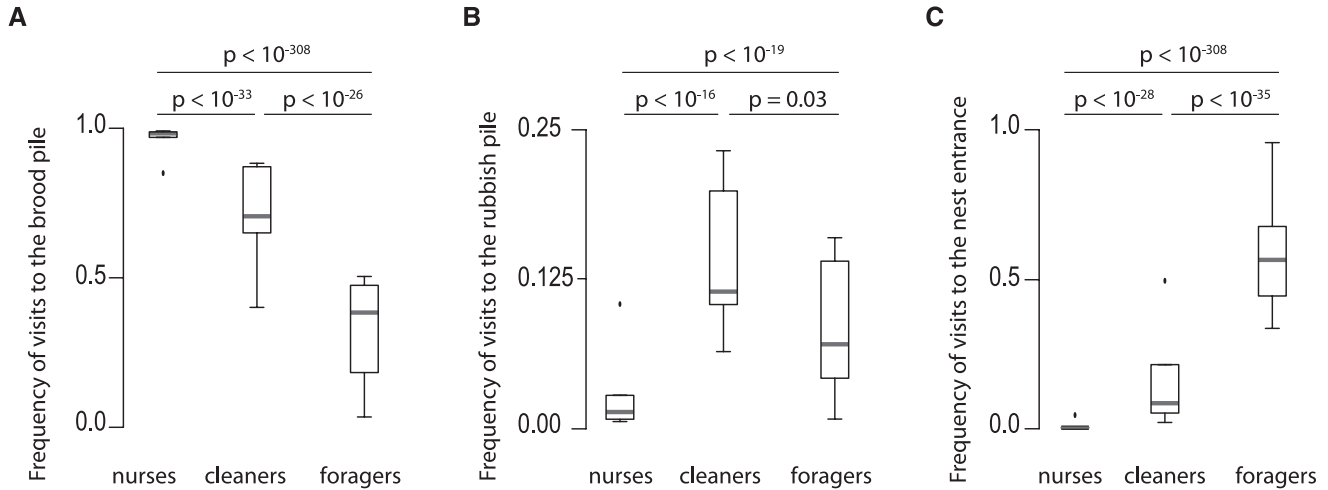 A
p < 10⁻³⁰⁸
p < 10⁻³³
p < 10⁻²⁶
Frequency of visits to the brood pile
1.0
0.5
0.0
nurses
cleaners
foragers
B
p < 10⁻¹⁹
p < 10⁻¹⁶
p = 0.03
Frequency of visits to the rubbish pile
0.25
0.125
0.00
nurses
cleaners
foragers
C
p < 10⁻³⁰⁸
p < 10⁻²⁸
p < 10⁻³⁵
Frequency of visits to the nest entrance
1.0
0.5
0.0
nurses
cleaners
foragers